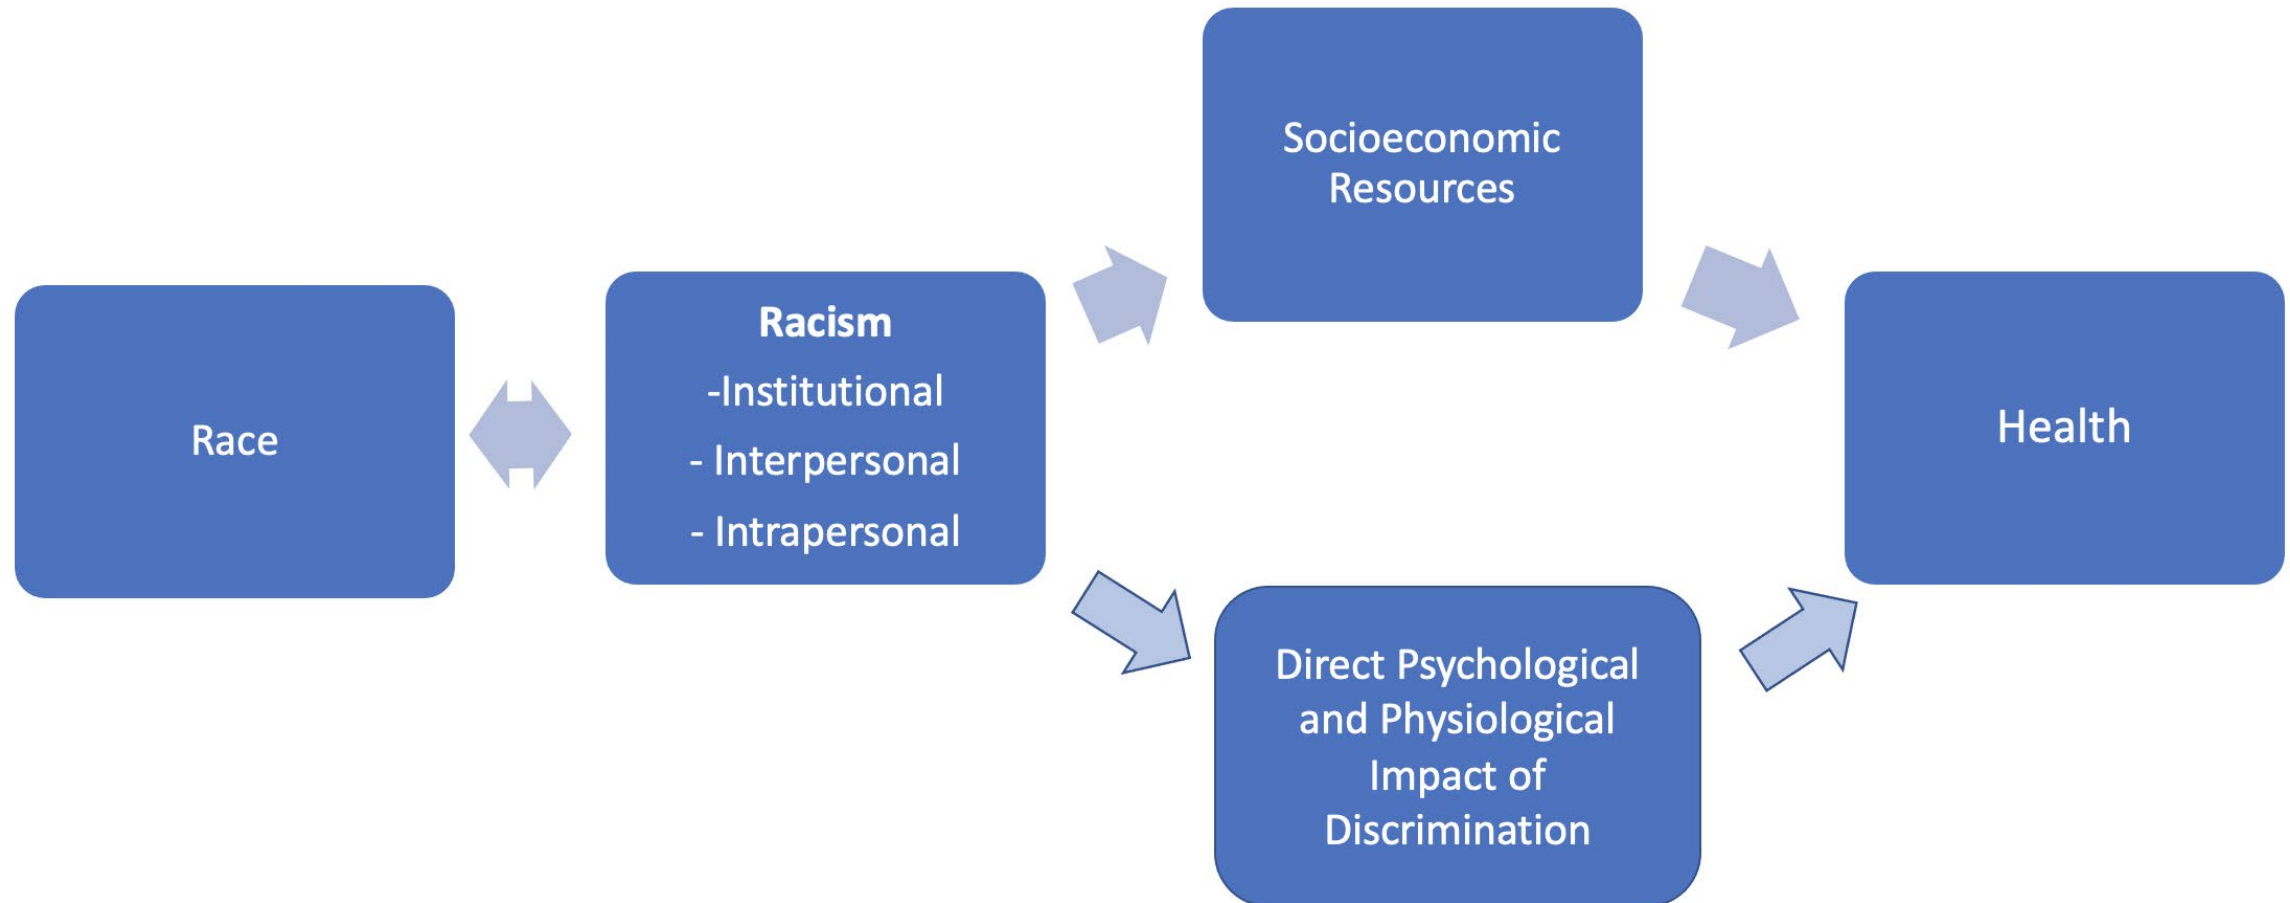 Race
Racism
-Institutional
- Interpersonal
- Intrapersonal
Socioeconomic
Resources
Direct Psychological
and Physiological
Impact of
Discrimination
Health